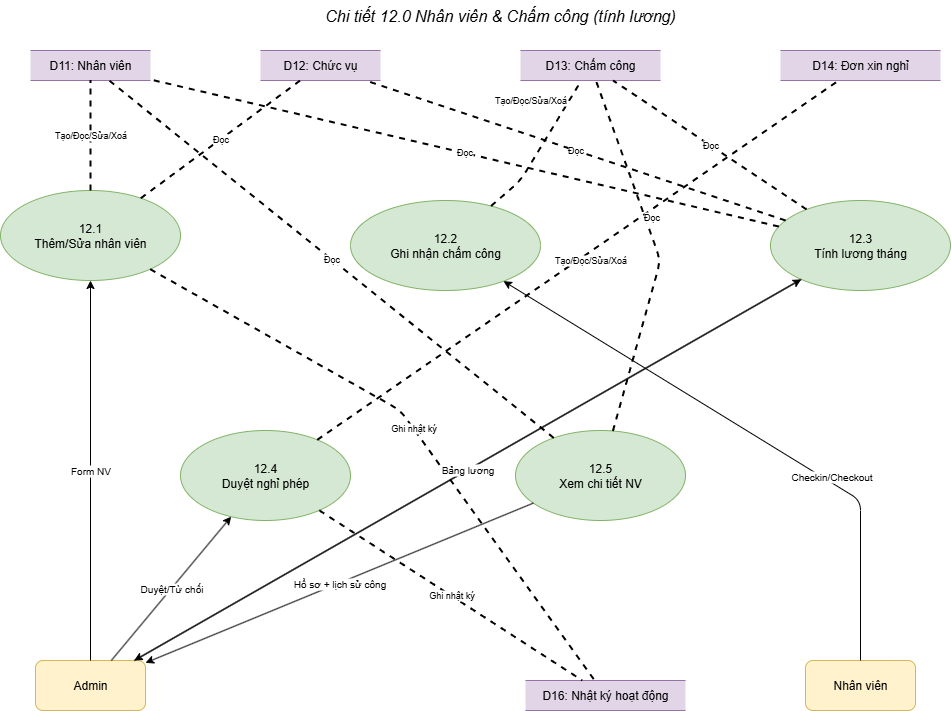 Chi tiết 12.0 Nhân viên & Chấm công (tính lương)
D11: Nhân viên
D12: Chức vụ
D13: Chấm công
D14: Đơn xin nghỉ
Tạo/Đọc/Sửa/Xoá
Tạo/Đọc/Sửa/Xoá
Đọc
Đọc
Đọc
Đọc
Đọc
12.1
Thêm/Sửa nhân viên
12.2
Ghi nhận chấm công
12.3
Tính lương tháng
Đọc
Tạo/Đọc/Sửa/Xoá
Ghi nhật ký
12.4
Duyệt nghỉ phép
12.5
Xem chi tiết NV
Form NV
Bảng lương
Checkin/Checkout
Duyệt/Từ chối
Hồ sơ + lịch sử công
Ghi nhật ký
Admin
D16: Nhật ký hoạt động
Nhân viên